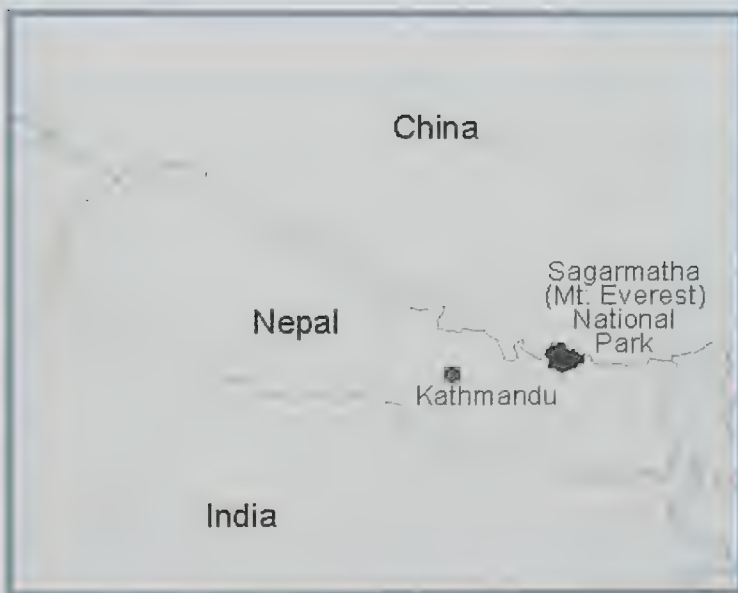 China
Sagarmatha
(Mt. Everest)
National
Park
Nepal
Kathmandu
India